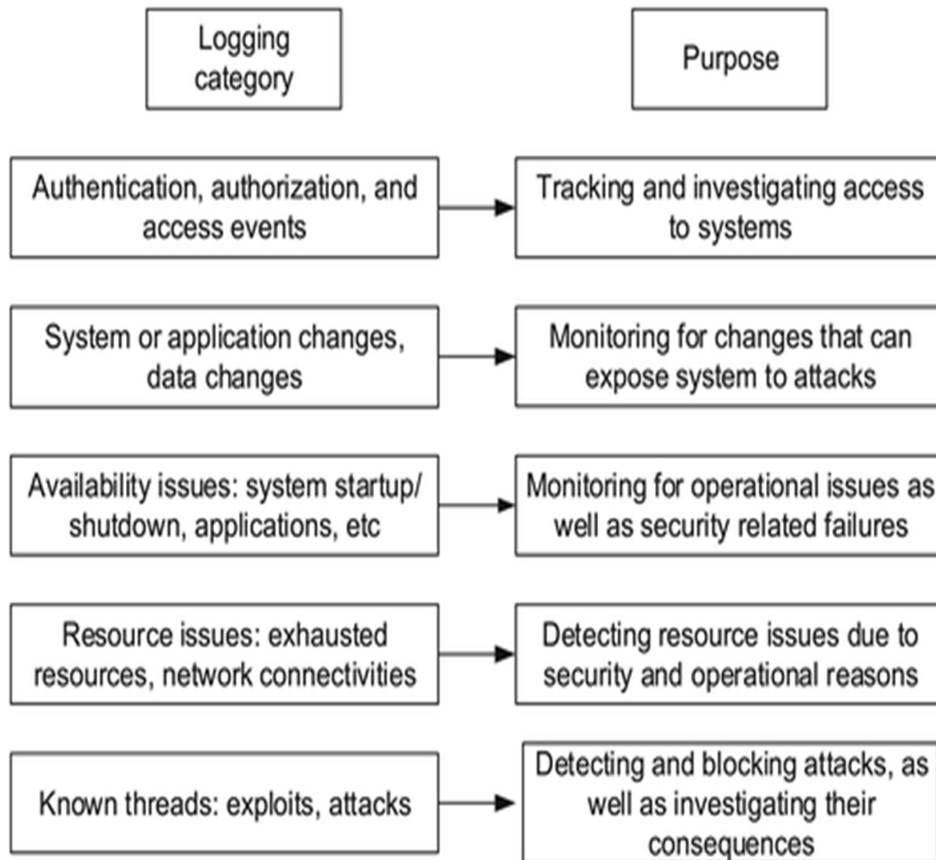 Logging
category
Purpose
Authentication, authorization, and
access events
Tracking and investigating access
to systems
System or application changes,
data changes
Monitoring for changes that can
expose system to attacks
Availability issues: system startup/
shutdown, applications, etc
Monitoring for operational issues as
well as security related failures
Resource issues: exhausted
resources, network connectivities
Detecting resource issues due to
security and operational reasons
Known threads: exploits, attacks
Detecting and blocking attacks, as
well as investigating their
consequences